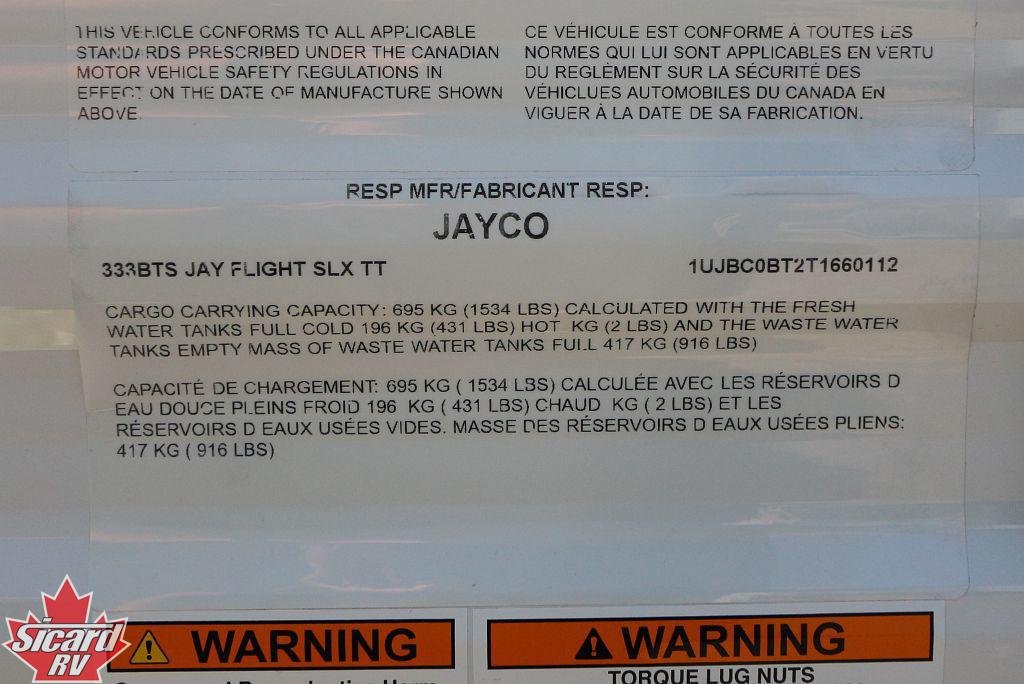 THIS VEHICLE CONFORMS TO ALL APPLICABLE
STANDARDS PRESCRIBED UNDER THE CANADIAN
MOTOR VEHICLE SAFETY REGULATIONS IN
EFFECT ON THE DATE OF MANUFACTURE SHOWN
ABOVE.
CE VÉHICULE EST CONFORME À TOUTES LES
NORMES QUI LUI SONT APPLICABLES EN VERTU
DU REGLÈMENT SUR LA SÉCURITÉ DES
VÉHICLUES AUTOMOBILES DU CANADA EN
VIGUER À LA DATE DE SA FABRICATION.
RESP MFR/FABRICANT RESP:
JAYCO
333BTS JAY FLIGHT SLX TT
1UJBC0BT2T1660112
CARGO CARRYING CAPACITY: 695 KG (1534 LBS) CALCULATED WITH THE FRESH
WATER TANKS FULL COLD 196 KG (431 LBS) HOT KG (2 LBS) AND THE WASTE WATER
TANKS EMPTY MASS OF WASTE WATER TANKS FULL 417 KG (916 LBS)
CAPACITÉ DE CHARGEMENT: 695 KG ( 1534 LBS) CALCULÉE AVEC LES RÉSERVOIRS D
EAU DOUCE PLEINS FROID 196 KG ( 431 LBS) CHAUD KG ( 2 LBS) ET LES
RÉSERVOIRS D EAUX USÉES VIDES. MASSE DES RÉSERVOIRS D EAUX USÉES PLIENS:
417 KG ( 916 LBS)
WARNING
WARNING
TORQUE LUG NUTS
Sicard
RV